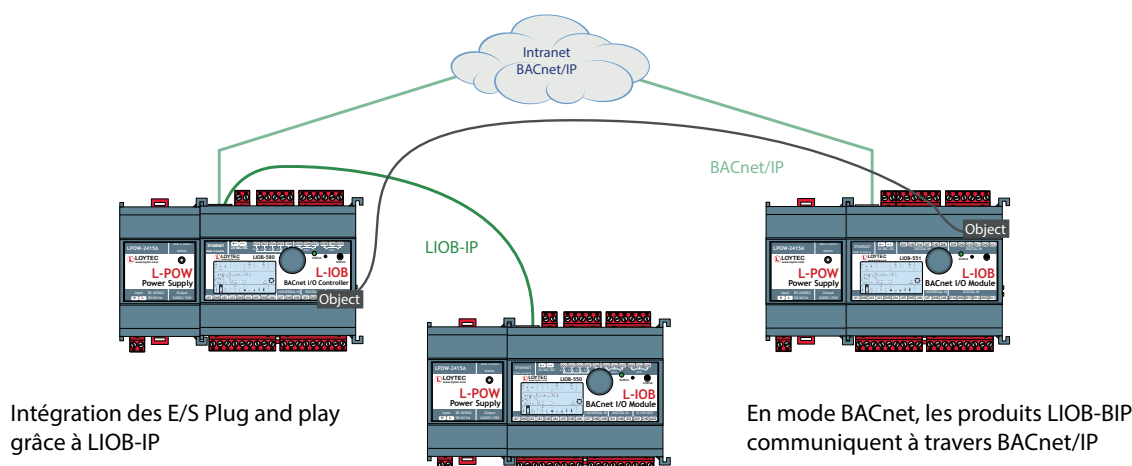 Intranet
BACnet/IP
BACnet/IP
LIOB-IP
Object
Object
LPOW-2415A
LOYTEC
L-POW
Power Supply
ETHERNET
LIOB-580
L-IOB
BACnet I/O Controller
LPOW-2415A
LOYTEC
L-POW
Power Supply
ETHERNET
LIOB-551
L-IOB
BACnet I/O Module
LPOW-2415A
LOYTEC
L-POW
Power Supply
LIOB-550
L-IOB
BACnet I/O Module
Intégration des E/S Plug and play
grâce à LIOB-IP
En mode BACnet, les produits LIOB-BIP
communiquent à travers BACnet/IP